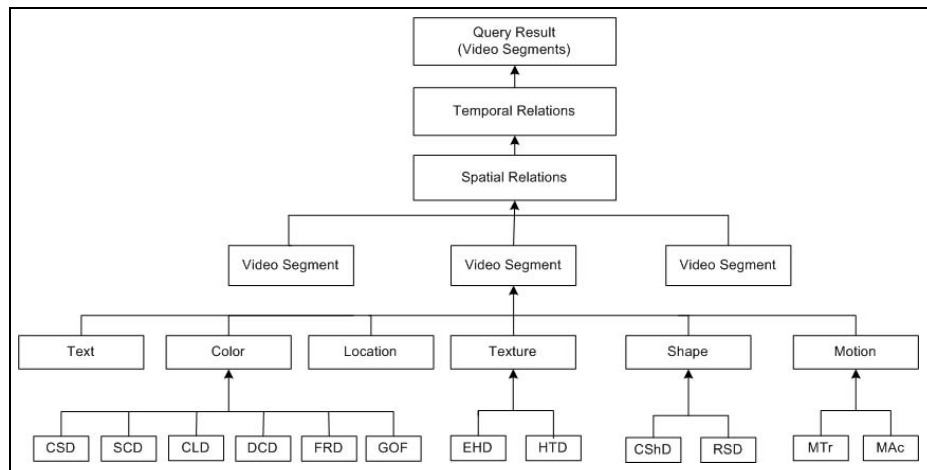 Query Result
(Video Segments)
Temporal Relations
Spatial Relations
Video Segment
Video Segment
Video Segment
Text
Color
Location
Texture
Shape
Motion
CSD
SCD
CLD
DCD
FRD
GOF
EHD
HTD
CShD
RSD
MTr
MAc